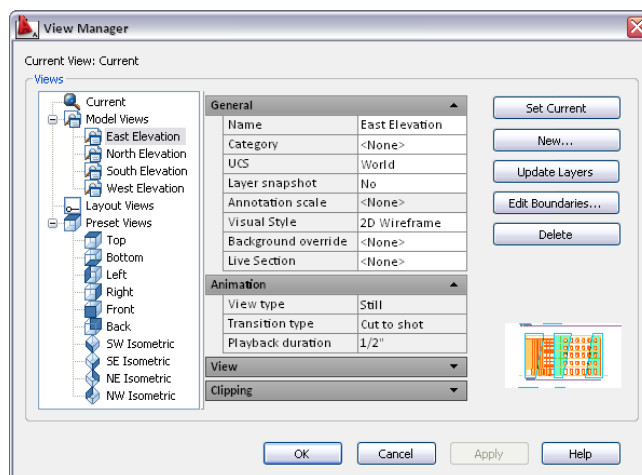 View Manager
Current View: Current
Views
Current
Model Views
East Elevation
North Elevation
South Elevation
West Elevation
Layout Views
Preset Views
Top
Bottom
Left
Right
Front
Back
SW Isometric
SE Isometric
NE Isometric
NW Isometric
General
Name East Elevation
Category <None>
UCS World
Layer snapshot No
Annotation scale <None>
Visual Style 2D Wireframe
Background override <None>
Live Section <None>
Animation
View type Still
Transition type Cut to shot
Playback duration 1/2"
View
Clipping
Set Current
New...
Update Layers
Edit Boundaries...
Delete
OK Cancel Apply Help